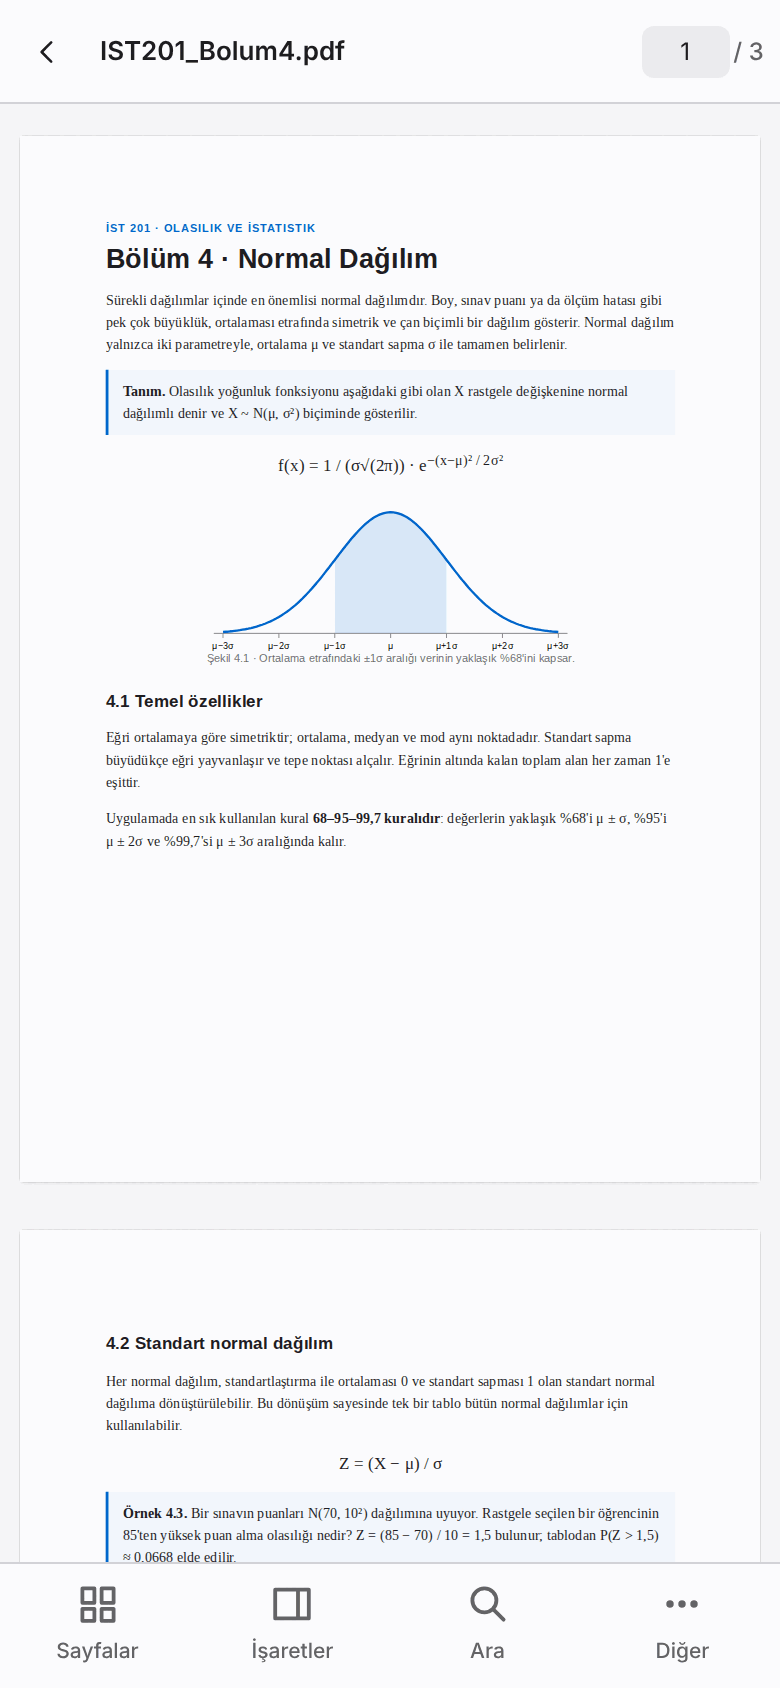 IST201_Bolum4.pdf
1 / 3
İST 201 · OLASILIK VE İSTATISTIK
Bölüm 4 · Normal Dağılım
Sürekli dağılımlar içinde en önemlisi normal dağılımdır. Boy, sınav puanı ya da ölçüm hatası gibi
pek çok büyüklük, ortalaması etrafında simetrik ve çan biçimli bir dağılım gösterir. Normal dağılım
yalnızca iki parametreyle, ortalama μ ve standart sapma σ ile tamamen belirlenir.
Tanım. Olasılık yoğunluk fonksiyonu aşağıdaki gibi olan X rastgele değişkenine normal
dağılımlı denir ve X ~ N(μ, σ²) biçiminde gösterilir.
f(x) = 1 / (σ√(2π)) · e−(x−μ)² / 2σ²
μ−3σ μ−2σ μ−1σ μ μ+1σ μ+2σ μ+3σ
Şekil 4.1 · Ortalama etrafındaki ±1σ aralığı verinin yaklaşık %68'ini kapsar.
4.1 Temel özellikler
Eğri ortalamaya göre simetriktir; ortalama, medyan ve mod aynı noktadadır. Standart sapma
büyüdükçe eğri yayvanlaşır ve tepe noktası alçalır. Eğrinin altında kalan toplam alan her zaman 1'e
eşittir.
Uygulamada en sık kullanılan kural 68–95–99,7 kuralıdır: değerlerin yaklaşık %68'i μ ± σ, %95'i
μ ± 2σ ve %99,7'si μ ± 3σ aralığında kalır.
4.2 Standart normal dağılım
Her normal dağılım, standartlaştırma ile ortalaması 0 ve standart sapması 1 olan standart normal
dağılıma dönüştürülebilir. Bu dönüşüm sayesinde tek bir tablo bütün normal dağılımlar için
kullanılabilir.
Z = (X − μ) / σ
Örnek 4.3. Bir sınavın puanları N(70, 10²) dağılımına uyuyor. Rastgele seçilen bir öğrencinin
85'ten yüksek puan alma olasılığı nedir? Z = (85 − 70) / 10 = 1,5 bulunur; tablodan P(Z > 1,5)
≈ 0,0668 elde edilir.
Sayfalar
İşaretler
Ara
Diğer